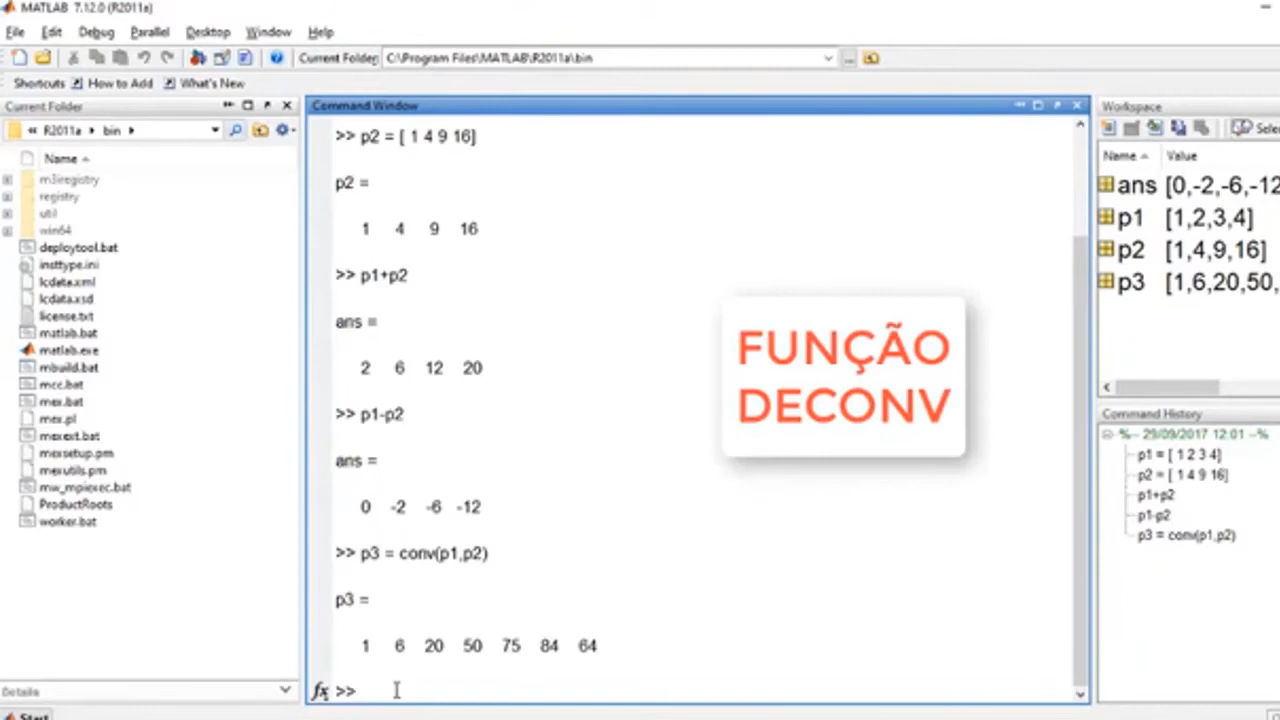 MATLAB 7.12.0 (R2011a)
File Edit Debug Parallel Desktop Window Help
Current Folder: C:\Program Files\MATLAB\R2011a\bin
Shortcuts How to Add What's New
Current Folder
« R2011a ▸ bin ▸
Name
m3iregistry
registry
util
win64
deploytool.bat
insttype.ini
lcdata.xml
lcdata.xsd
license.txt
matlab.bat
matlab.exe
mbuild.bat
mcc.bat
mex.bat
mex.pl
mexext.bat
mexsetup.pm
mexutils.pm
mw_mpiexec.bat
ProductRoots
worker.bat
Details
Start
Command Window
>> p2 = [ 1 4 9 16]
p2 =
1 4 9 16
>> p1+p2
ans =
2 6 12 20
>> p1-p2
ans =
0 -2 -6 -12
>> p3 = conv(p1,p2)
p3 =
1 6 20 50 75 84 64
fx >>
FUNÇÃO
DECONV
Workspace
Name Value
ans [0,-2,-6,-12
p1 [1,2,3,4]
p2 [1,4,9,16]
p3 [1,6,20,50,
Command History
%-- 29/09/2017 12:01 --%
p1 = [ 1 2 3 4]
p2 = [ 1 4 9 16]
p1+p2
p1-p2
p3 = conv(p1,p2)